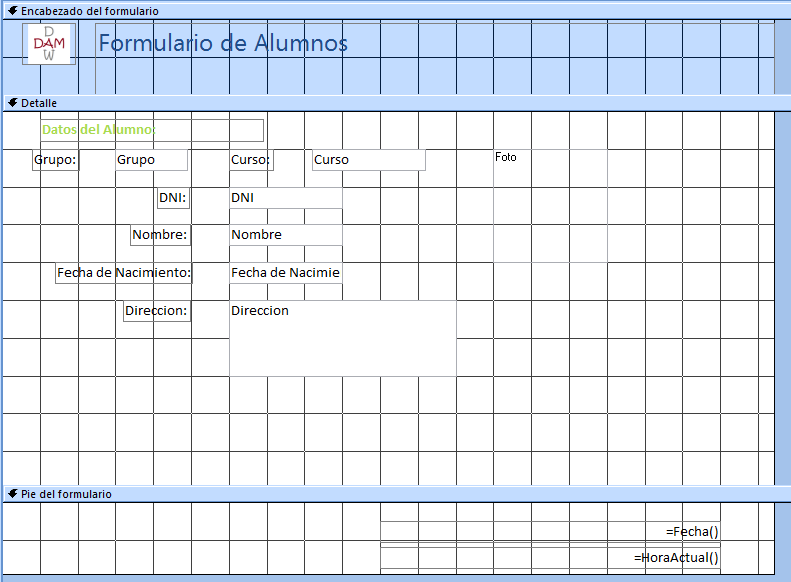 Encabezado del formulario
D
DAM
W
Formulario de Alumnos
Detalle
Datos del Alumno:
Grupo: Grupo Curso: Curso Foto
DNI: DNI
Nombre: Nombre
Fecha de Nacimiento: Fecha de Nacimie
Direccion: Direccion
Pie del formulario
=Fecha()
=HoraActual()